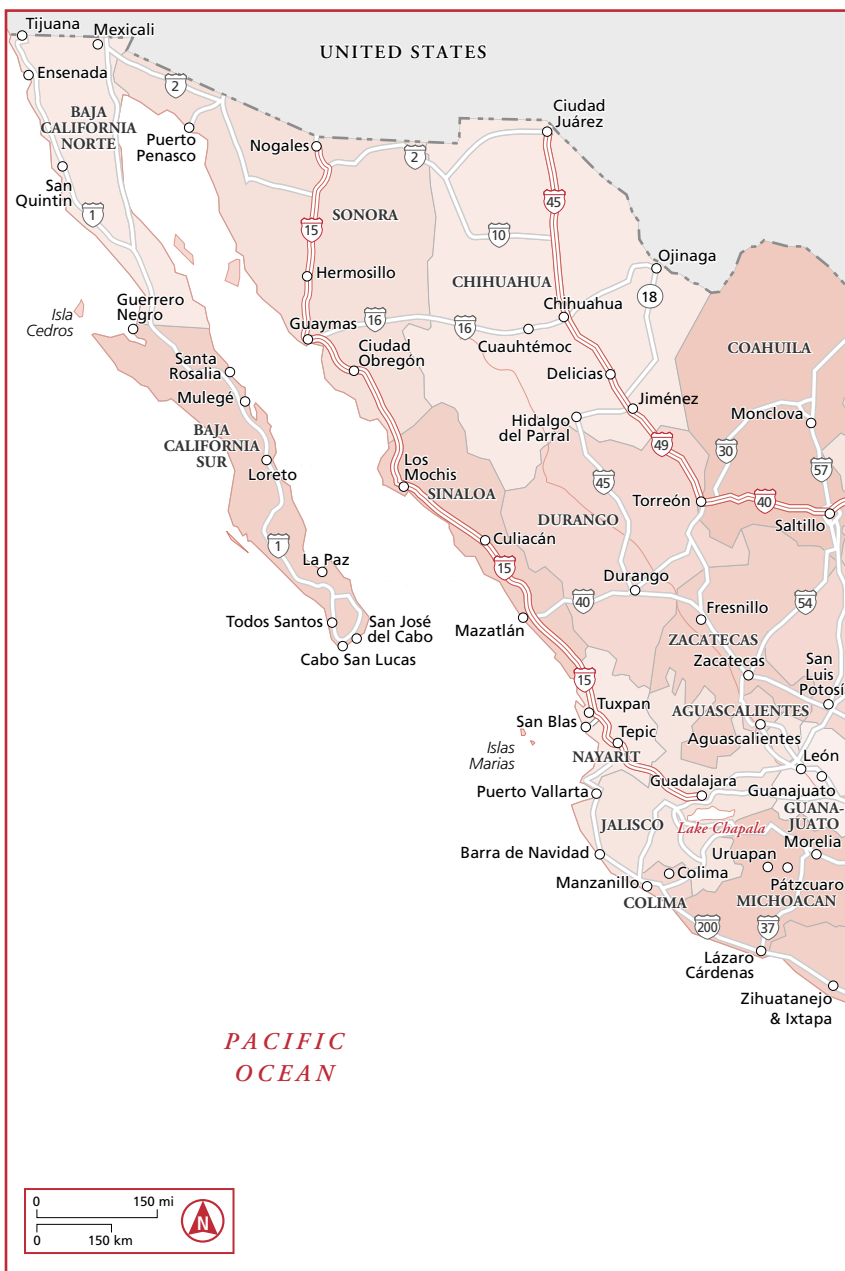 Tijuana
Mexicali
UNITED STATES
Ensenada
2
BAJA
CALIFORNIA
NORTE
Puerto
Penasco
Nogales
2
Ciudad
Juárez
San
Quintin
1
SONORA
15
45
10
Ojinaga
Hermosillo
CHIHUAHUA
18
Isla
Cedros
Guerrero
Negro
Guaymas
16
16
Chihuahua
Cuauhtémoc
Ciudad
Obregón
COAHUILA
Santa
Rosalia
Delicias
Mulegé
Jiménez
Monclova
BAJA
CALIFORNIA
SUR
Hidalgo
del Parral
49
30
57
Loreto
Los
Mochis
SINALOA
45
Torreón
40
Saltillo
DURANGO
1
Culiacán
La Paz
15
Durango
40
Fresnillo
54
Todos Santos
San José
del Cabo
Cabo San Lucas
Mazatlán
ZACATECAS
Zacatecas
San
Luis
Potosí
15
Tuxpan
San Blas
AGUASCALIENTES
Aguascalientes
Tepic
Islas
Marias
NAYARIT
León
Guadalajara
Guanajuato
Puerto Vallarta
GUANA-
JUATO
JALISCO
Lake Chapala
Morelia
Barra de Navidad
Uruapan
Colima
Pátzcuaro
Manzanillo
COLIMA
MICHOACAN
200
37
Lázaro
Cárdenas
Zihuatanejo
& Ixtapa
PACIFIC
OCEAN
0
150 mi
N
0
150 km